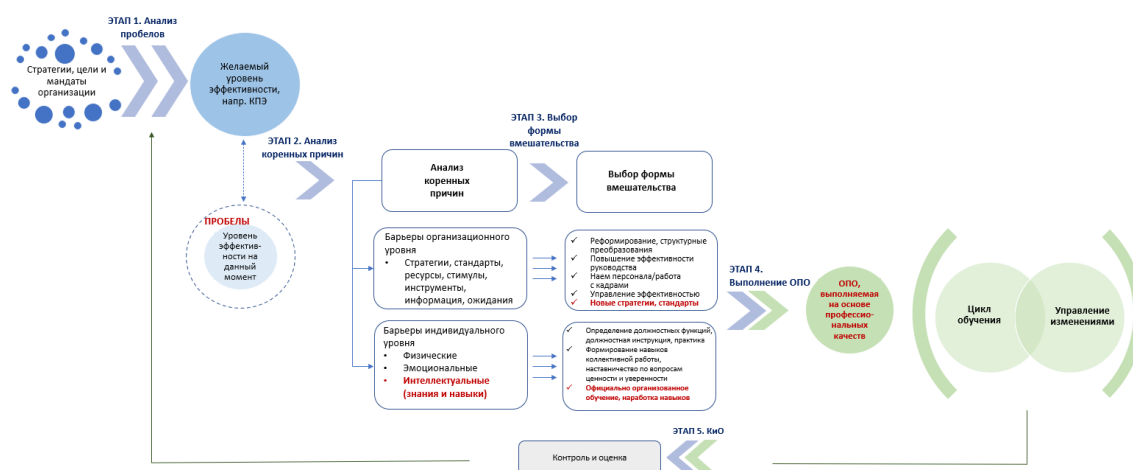 ЭТАП 1. Анализ
пробелов
Стратегии, цели и
мандаты
организации
Желаемый
уровень
эффективности,
напр. КПЭ
ЭТАП 2. Анализ
коренных причин
ПРОБЕЛЫ
Уровень
эффектив-
ности на
данный
момент
Анализ
коренных
причин
ЭТАП 3. Выбор
формы
вмешательства
Выбор формы
вмешательства
Барьеры организационного
уровня
• Стратегии, стандарты,
ресурсы, стимулы,
инструменты,
информация, ожидания
✓ Реформирование, структурные
преобразования
✓ Повышение эффективности
руководства
✓ Наем персонала/работа
с кадрами
✓ Управление эффективностью
✓ Новые стратегии, стандарты
Барьеры индивидуального
уровня
• Физические
• Эмоциональные
• Интеллектуальные
(знания и навыки)
✓ Определение должностных функций,
должностная инструкция, практика
✓ Формирование навыков
коллективной работы,
наставничество по вопросам
ценности и уверенности
✓ Официально организованное
обучение, наработка навыков
ЭТАП 4.
Выполнение ОПО
ОПО,
выполняемая
на основе
профессио-
нальных
качеств
Цикл
обучения
Управление
изменениями
ЭТАП 5. КиО
Контроль и оценка